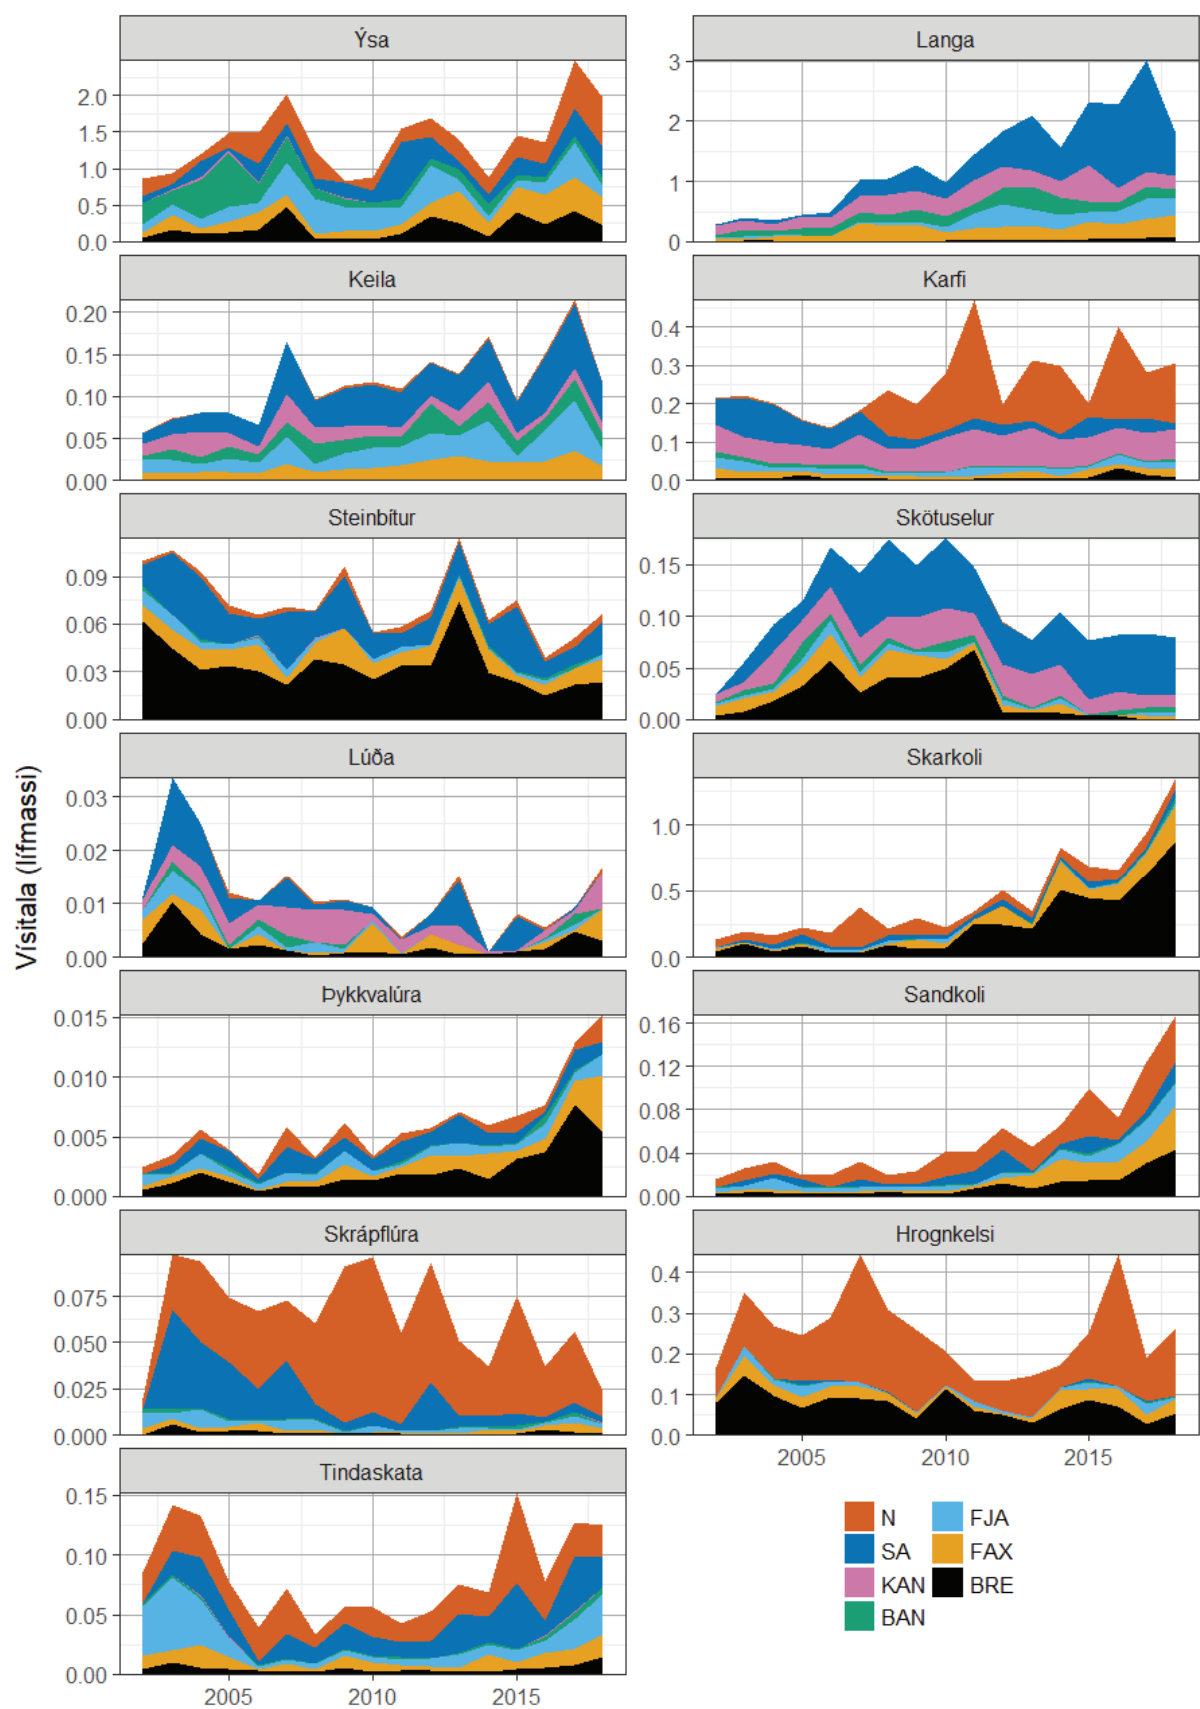 Ýsa
Langa
2.0
1.5
1.0
0.5
0.0
3
2
1
0
Keila
Karfi
0.20
0.15
0.10
0.05
0.00
0.4
0.3
0.2
0.1
0.0
Steinbítur
Skötuselur
0.09
0.06
0.03
0.00
0.15
0.10
0.05
0.00
Vísitala (lífmassi)
Lúða
Skarkoli
0.03
0.02
0.01
0.00
1.0
0.5
0.0
Þykkvalúra
Sandkoli
0.015
0.010
0.005
0.000
0.16
0.12
0.08
0.04
0.00
Skrápflúra
Hrognkelsi
0.075
0.050
0.025
0.000
0.4
0.3
0.2
0.1
0.0
2005 2010 2015
Tindaskata
0.15
0.10
0.05
0.00
2005 2010 2015
N
SA
KAN
BAN
FJA
FAX
BRE